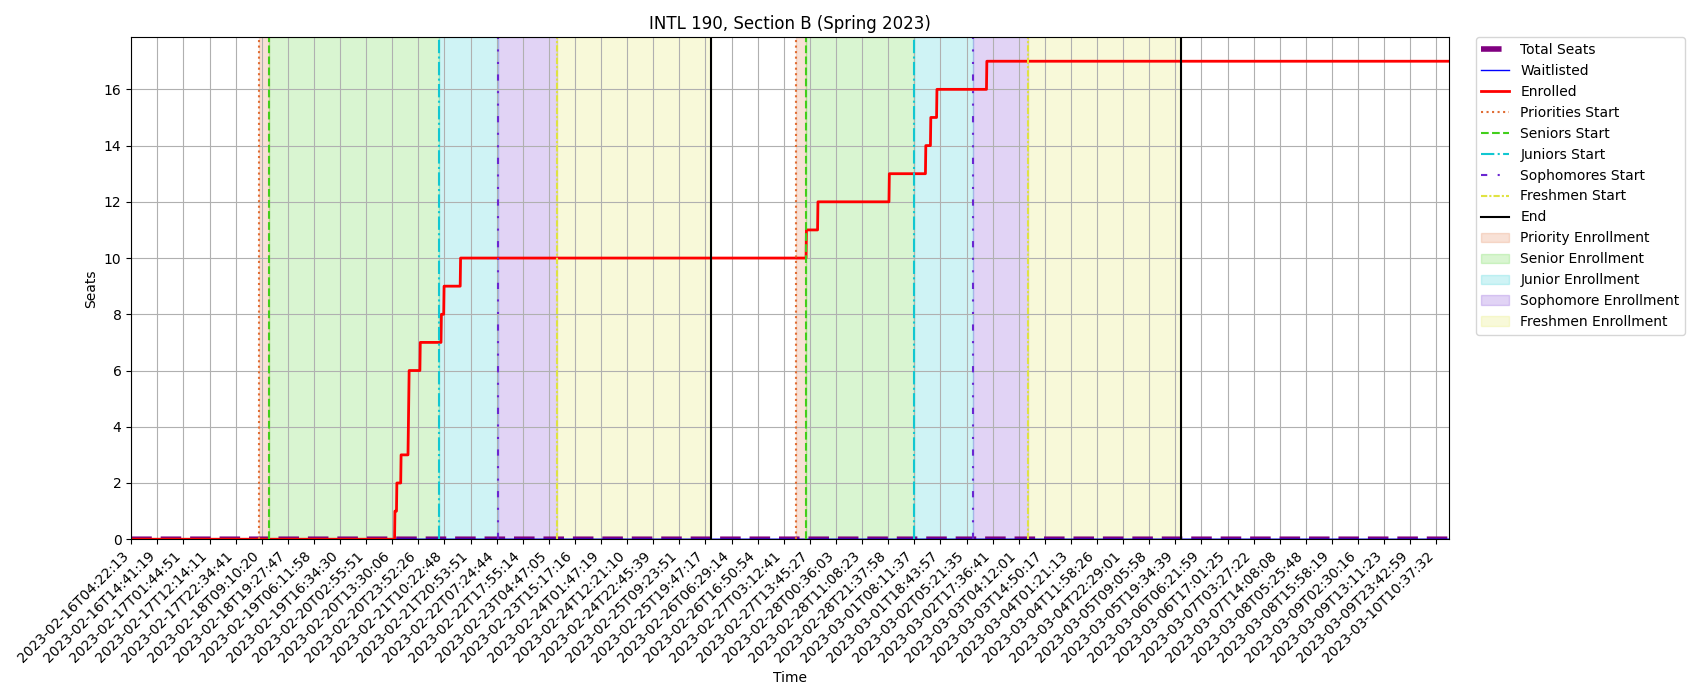 INTL 190, Section B (Spring 2023)
Seats
16
14
12
10
8
6
4
2
0
2023-02-16T04:22:13
2023-02-16T14:41:19
2023-02-17T01:44:51
2023-02-17T12:14:11
2023-02-17T22:34:41
2023-02-18T09:10:20
2023-02-18T19:27:47
2023-02-19T06:11:58
2023-02-19T16:34:30
2023-02-20T02:55:51
2023-02-20T13:30:06
2023-02-20T23:52:26
2023-02-21T10:22:48
2023-02-21T20:53:51
2023-02-22T07:24:44
2023-02-22T17:55:14
2023-02-23T04:47:05
2023-02-23T15:17:16
2023-02-24T01:47:19
2023-02-24T12:21:10
2023-02-24T22:45:39
2023-02-25T09:23:51
2023-02-25T19:47:17
2023-02-26T06:29:14
2023-02-26T16:50:54
2023-02-27T03:12:41
2023-02-27T13:45:27
2023-02-28T00:36:03
2023-02-28T11:08:23
2023-02-28T21:37:58
2023-03-01T08:11:37
2023-03-01T18:43:57
2023-03-02T05:21:35
2023-03-02T17:36:41
2023-03-03T04:12:01
2023-03-03T14:50:17
2023-03-04T01:21:13
2023-03-04T11:58:26
2023-03-04T22:29:01
2023-03-05T09:05:58
2023-03-05T19:34:39
2023-03-06T06:21:59
2023-03-06T17:01:25
2023-03-07T03:27:22
2023-03-07T14:08:08
2023-03-08T05:25:48
2023-03-08T15:58:19
2023-03-09T02:30:16
2023-03-09T13:11:23
2023-03-09T23:42:59
2023-03-10T10:37:32
Time
Total Seats
Waitlisted
Enrolled
Priorities Start
Seniors Start
Juniors Start
Sophomores Start
Freshmen Start
End
Priority Enrollment
Senior Enrollment
Junior Enrollment
Sophomore Enrollment
Freshmen Enrollment